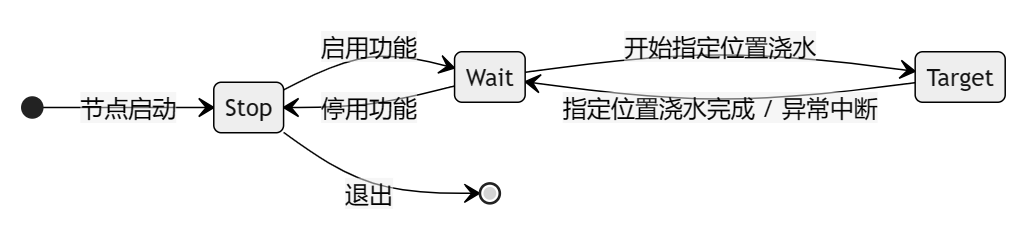 节点启动
Stop
启用功能
停用功能
退出
Wait
开始指定位置浇水
指定位置浇水完成 / 异常中断
Target